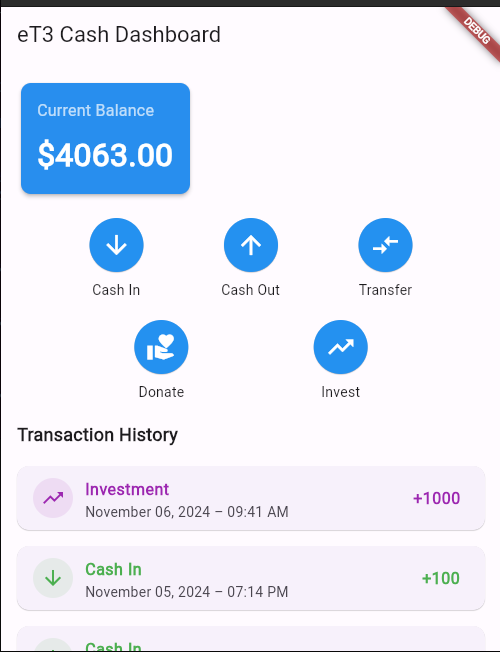 eT3 Cash Dashboard
DEBUG
Current Balance
$4063.00
Cash In
Cash Out
Transfer
Donate
Invest
Transaction History
Investment
+1000
November 06, 2024 – 09:41 AM
Cash In
+100
November 05, 2024 – 07:14 PM
Cash In